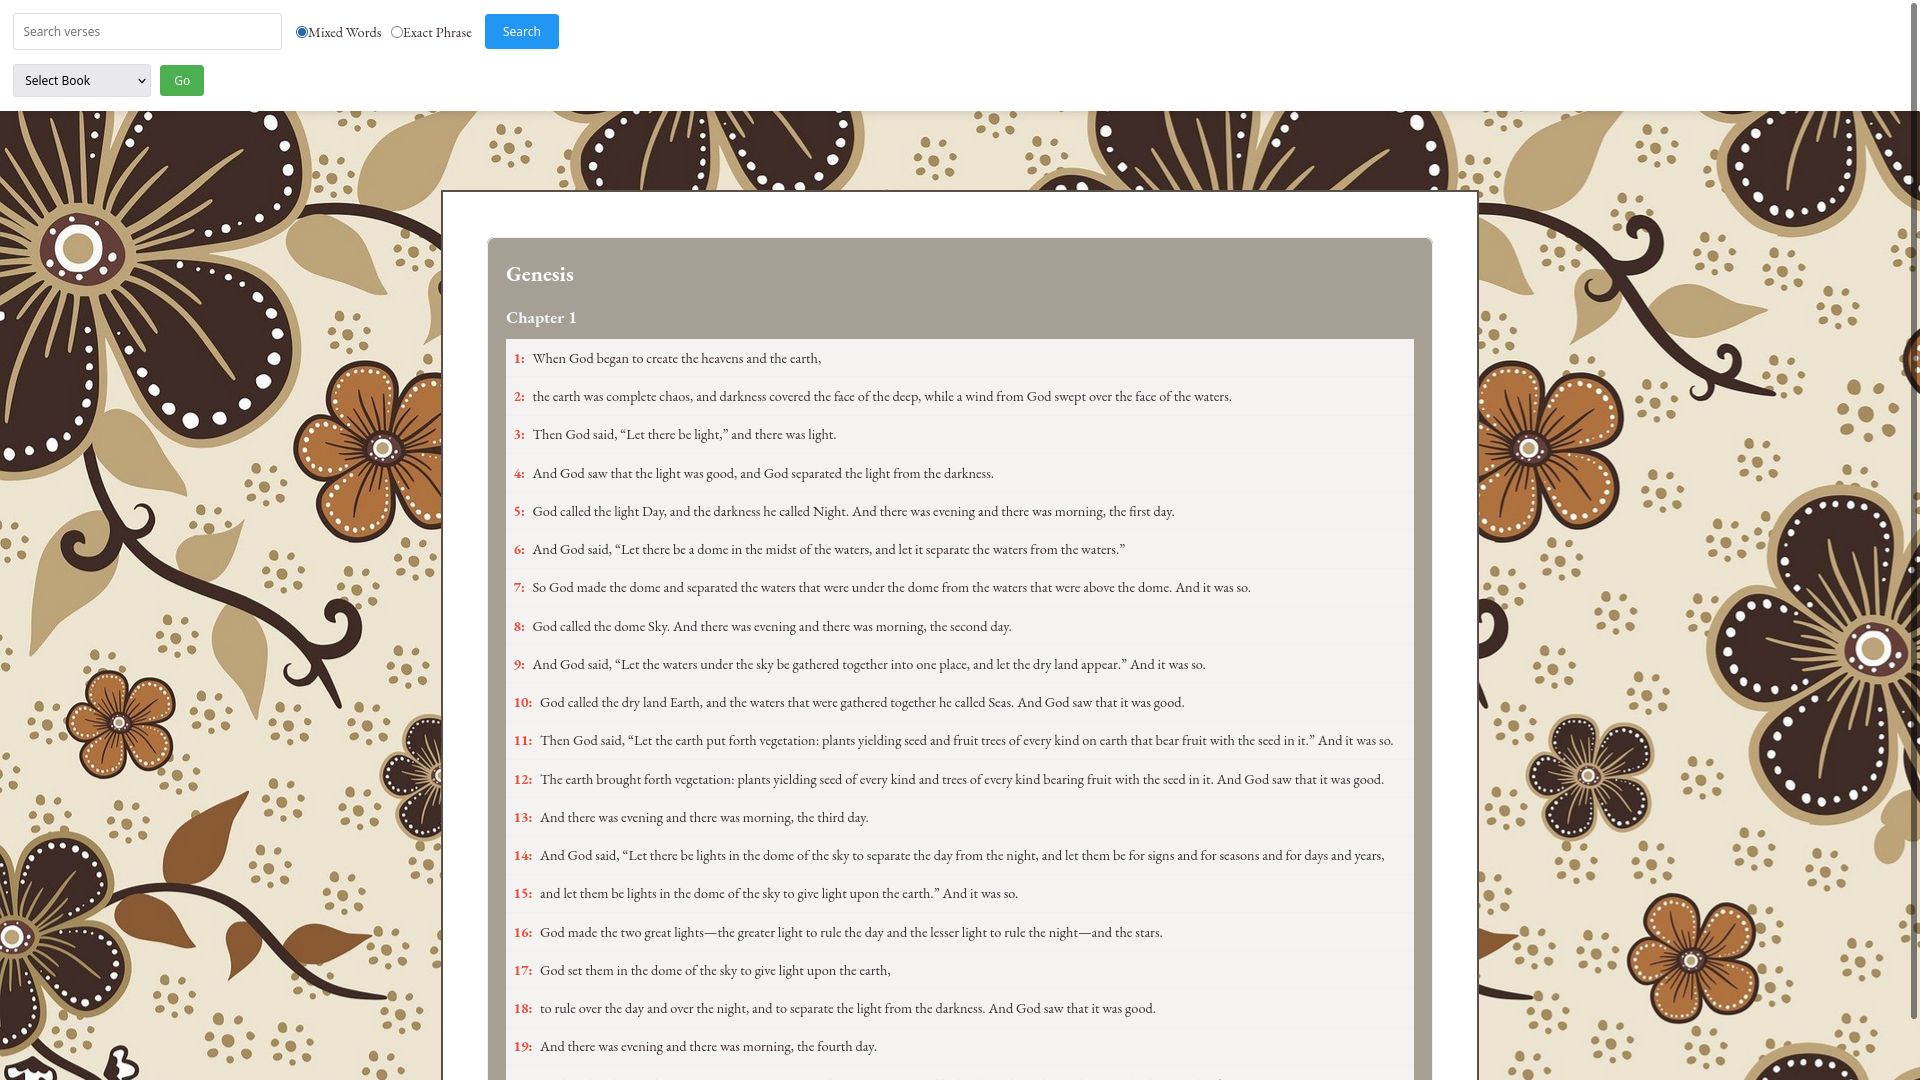 Search verses
Mixed Words
Exact Phrase
Search
Select Book
Go
Genesis
Chapter 1
1: When God began to create the heavens and the earth,
2: the earth was complete chaos, and darkness covered the face of the deep, while a wind from God swept over the face of the waters.
3: Then God said, “Let there be light,” and there was light.
4: And God saw that the light was good, and God separated the light from the darkness.
5: God called the light Day, and the darkness he called Night. And there was evening and there was morning, the first day.
6: And God said, “Let there be a dome in the midst of the waters, and let it separate the waters from the waters.”
7: So God made the dome and separated the waters that were under the dome from the waters that were above the dome. And it was so.
8: God called the dome Sky. And there was evening and there was morning, the second day.
9: And God said, “Let the waters under the sky be gathered together into one place, and let the dry land appear.” And it was so.
10: God called the dry land Earth, and the waters that were gathered together he called Seas. And God saw that it was good.
11: Then God said, “Let the earth put forth vegetation: plants yielding seed and fruit trees of every kind on earth that bear fruit with the seed in it.” And it was so.
12: The earth brought forth vegetation: plants yielding seed of every kind and trees of every kind bearing fruit with the seed in it. And God saw that it was good.
13: And there was evening and there was morning, the third day.
14: And God said, “Let there be lights in the dome of the sky to separate the day from the night, and let them be for signs and for seasons and for days and years,
15: and let them be lights in the dome of the sky to give light upon the earth.” And it was so.
16: God made the two great lights—the greater light to rule the day and the lesser light to rule the night—and the stars.
17: God set them in the dome of the sky to give light upon the earth,
18: to rule over the day and over the night, and to separate the light from the darkness. And God saw that it was good.
19: And there was evening and there was morning, the fourth day.